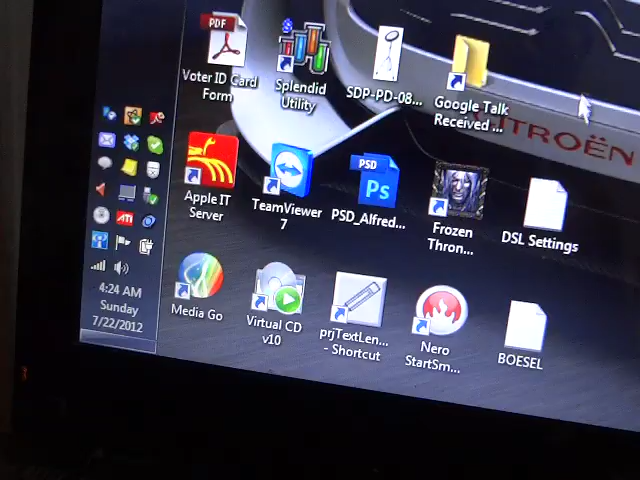 PDF
Voter ID Card
Form
Splendid
Utility
SDP-PD-08...
Google Talk
Received ...
CITROËN
Apple IT
Server
TeamViewer
7
PSD
Ps
PSD_Alfred...
Frozen
Thron...
DSL Settings
ATI
Media Go
Virtual CD
v10
prjTextLen...
- Shortcut
Nero
StartSm...
BOESEL
4:24 AM
Sunday
7/22/2012